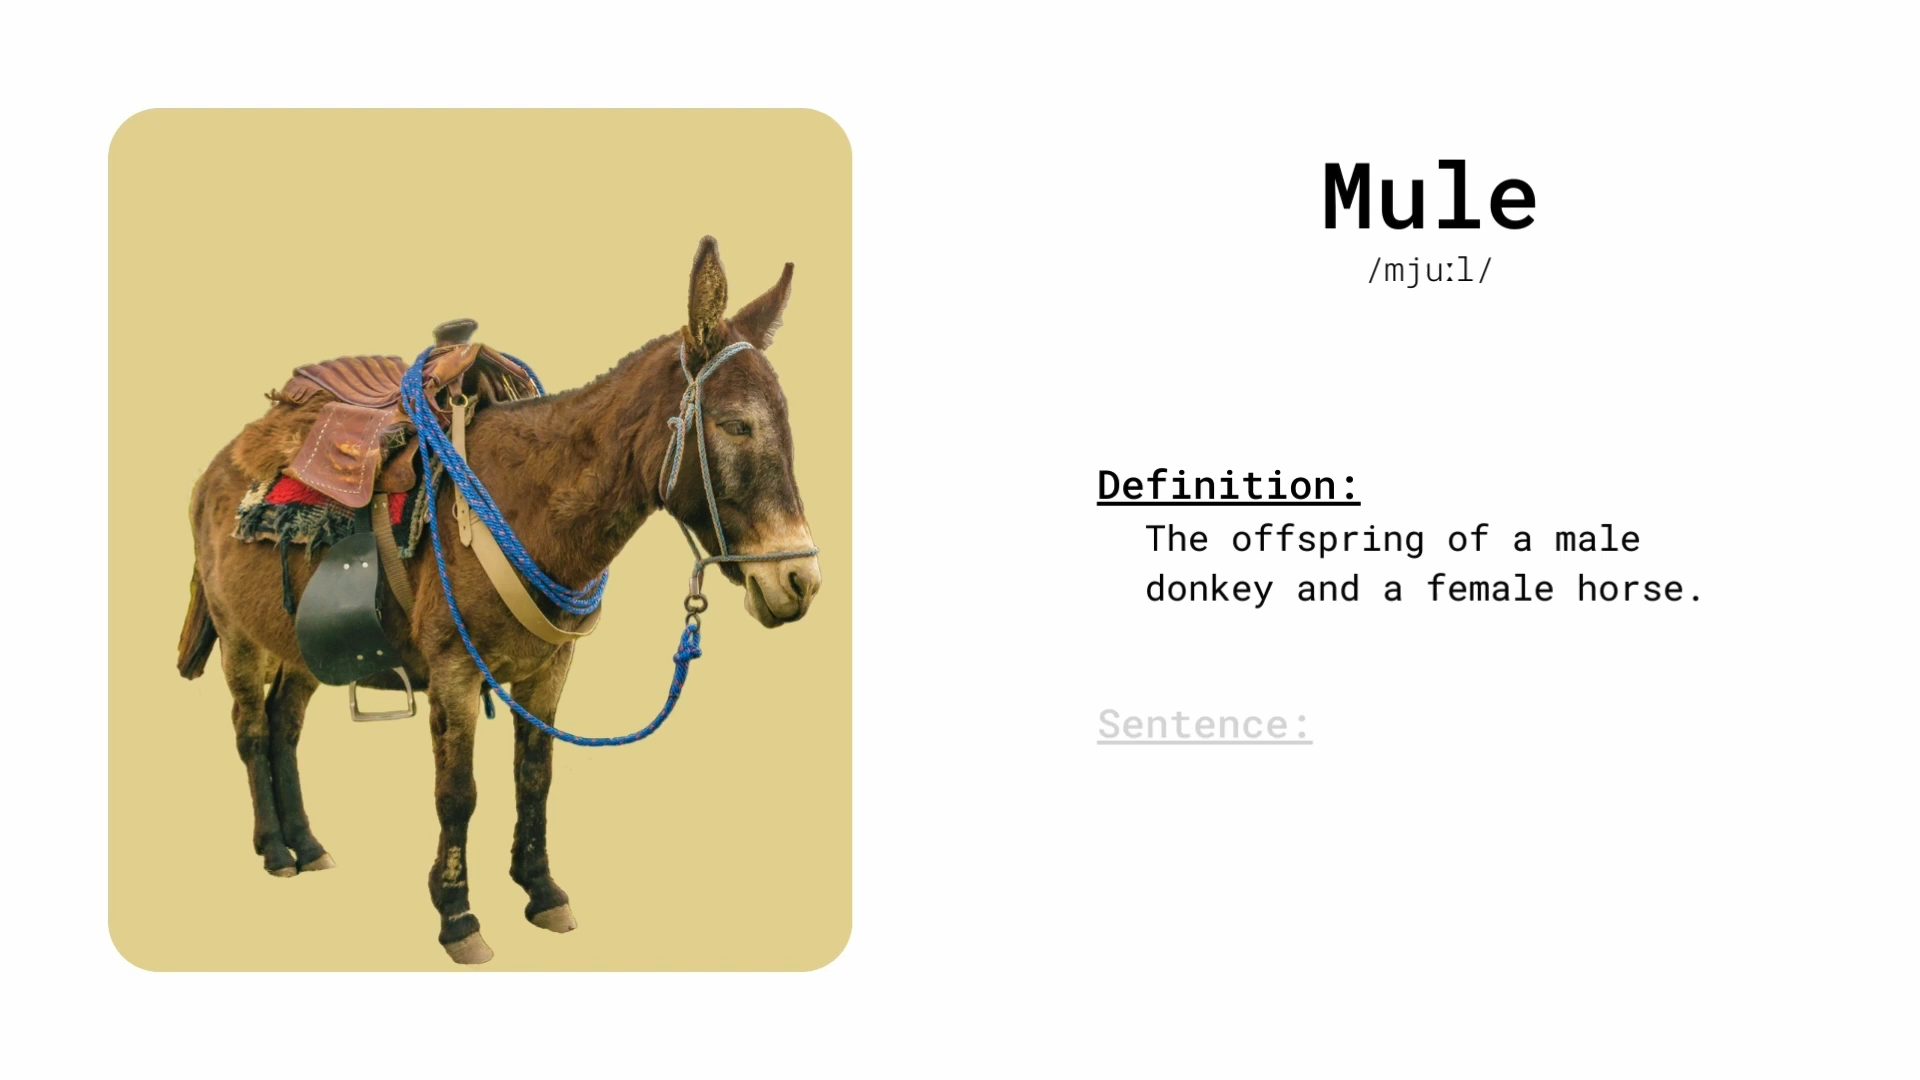 Mule
/mjuːl/
Definition:
The offspring of a male
donkey and a female horse.
Sentence: